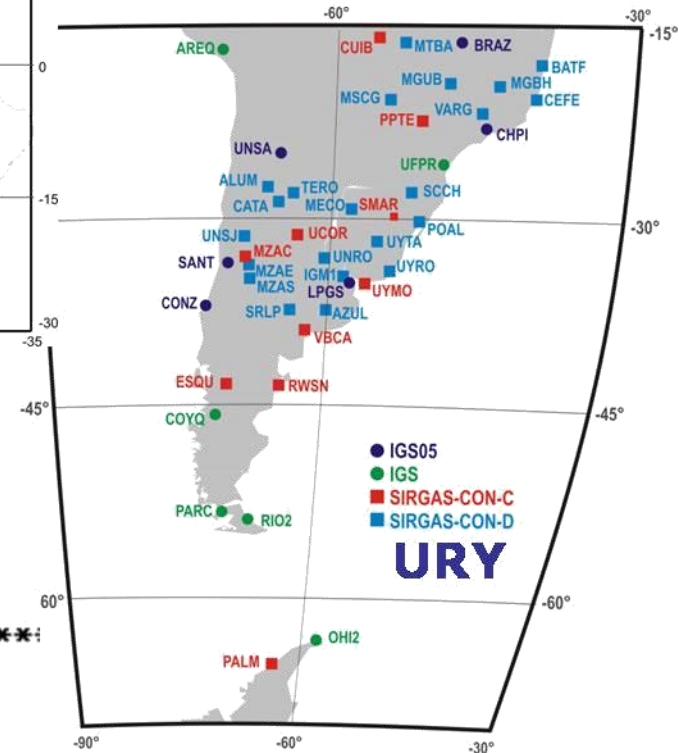 -60°
-30°
-15°
AREQ
CUIB
MTBA
BRAZ
0
BATF
MGUB
MGBH
MSCG
CEFE
VARG
PPTE
CHPI
UNSA
UFPR
ALUM
TERO
SCCH
-15
CATA
MECO
SMAR
-30°
POAL
UNSJ
UCOR
UYTA
MZAC
UNRO
SANT
MZAE
IGM1
UYRO
MZAS
LPGS
UYMO
CONZ
SRLP
AZUL
-30
VBCA
-35
ESQU
RWSN
-45°
-45°
COYQ
IGS05
IGS
SIRGAS-CON-C
PARC
RIO2
SIRGAS-CON-D
URY
60°
-60°
**
OHI2
PALM
-90°
-60°
-30°